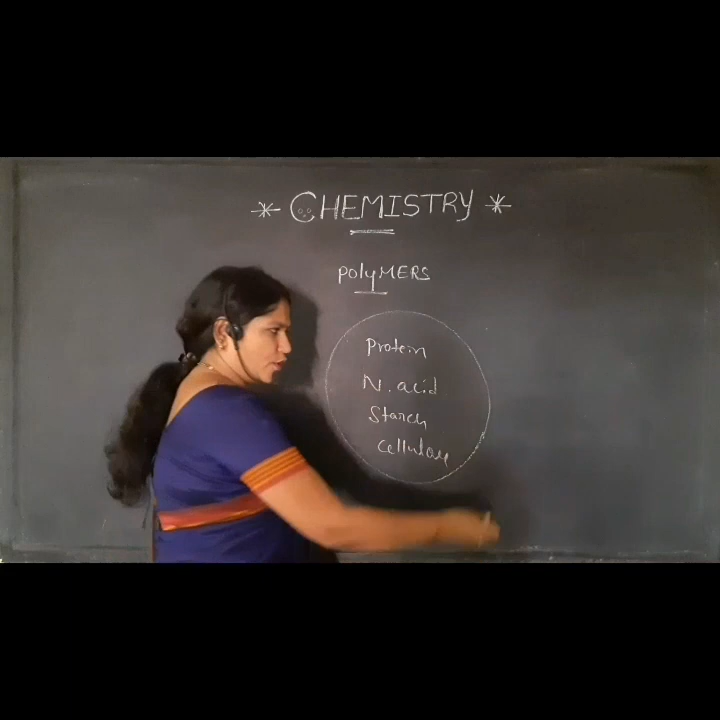 * CHEMISTRY *
PolyMERS
Protein
N. acid
Starch
Cellulose